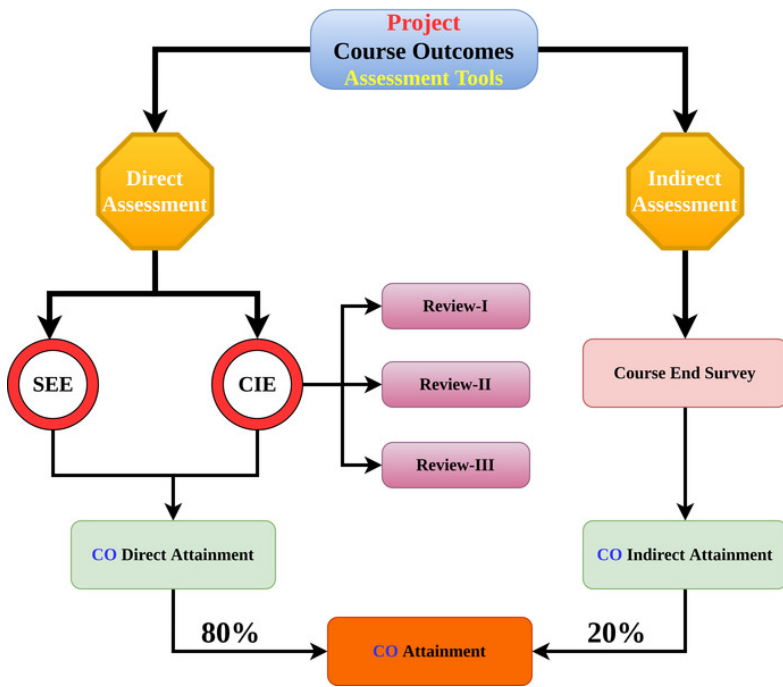 Project
Course Outcomes
Assessment Tools
Direct
Assessment
Indirect
Assessment
Review-I
SEE
CIE
Review-II
Course End Survey
Review-III
CO Direct Attainment
CO Indirect Attainment
80%
20%
CO Attainment